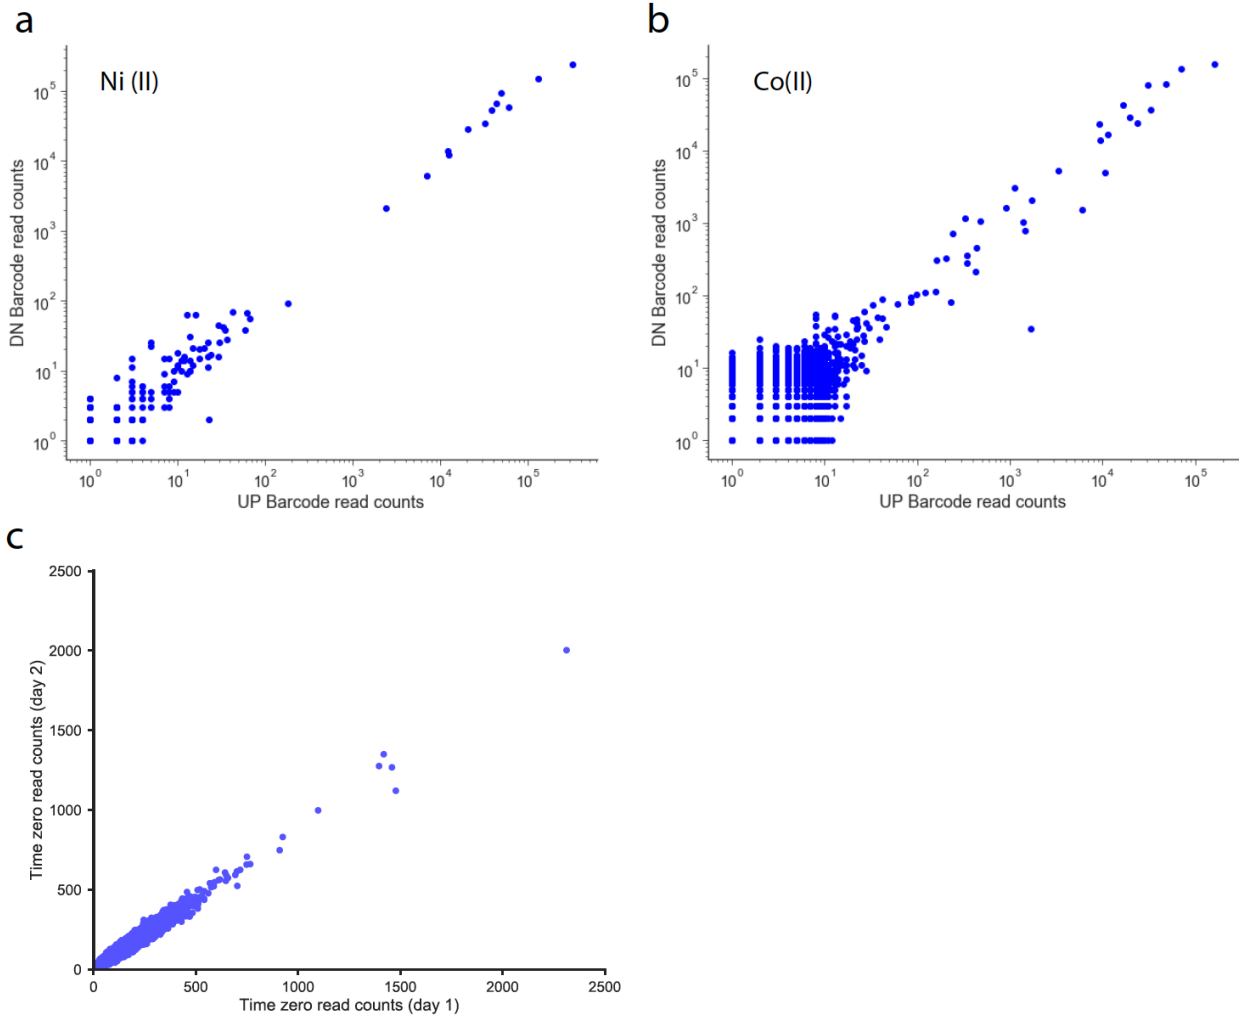 a
Ni (II)
10^5
10^4
10^3
10^2
10^1
10^0
DN Barcode read counts
10^0 10^1 10^2 10^3 10^4 10^5
UP Barcode read counts
b
Co(II)
10^5
10^4
10^3
10^2
10^1
10^0
DN Barcode read counts
10^0 10^1 10^2 10^3 10^4 10^5
UP Barcode read counts
c
2500
2000
1500
1000
500
0
Time zero read counts (day 2)
0 500 1000 1500 2000 2500
Time zero read counts (day 1)